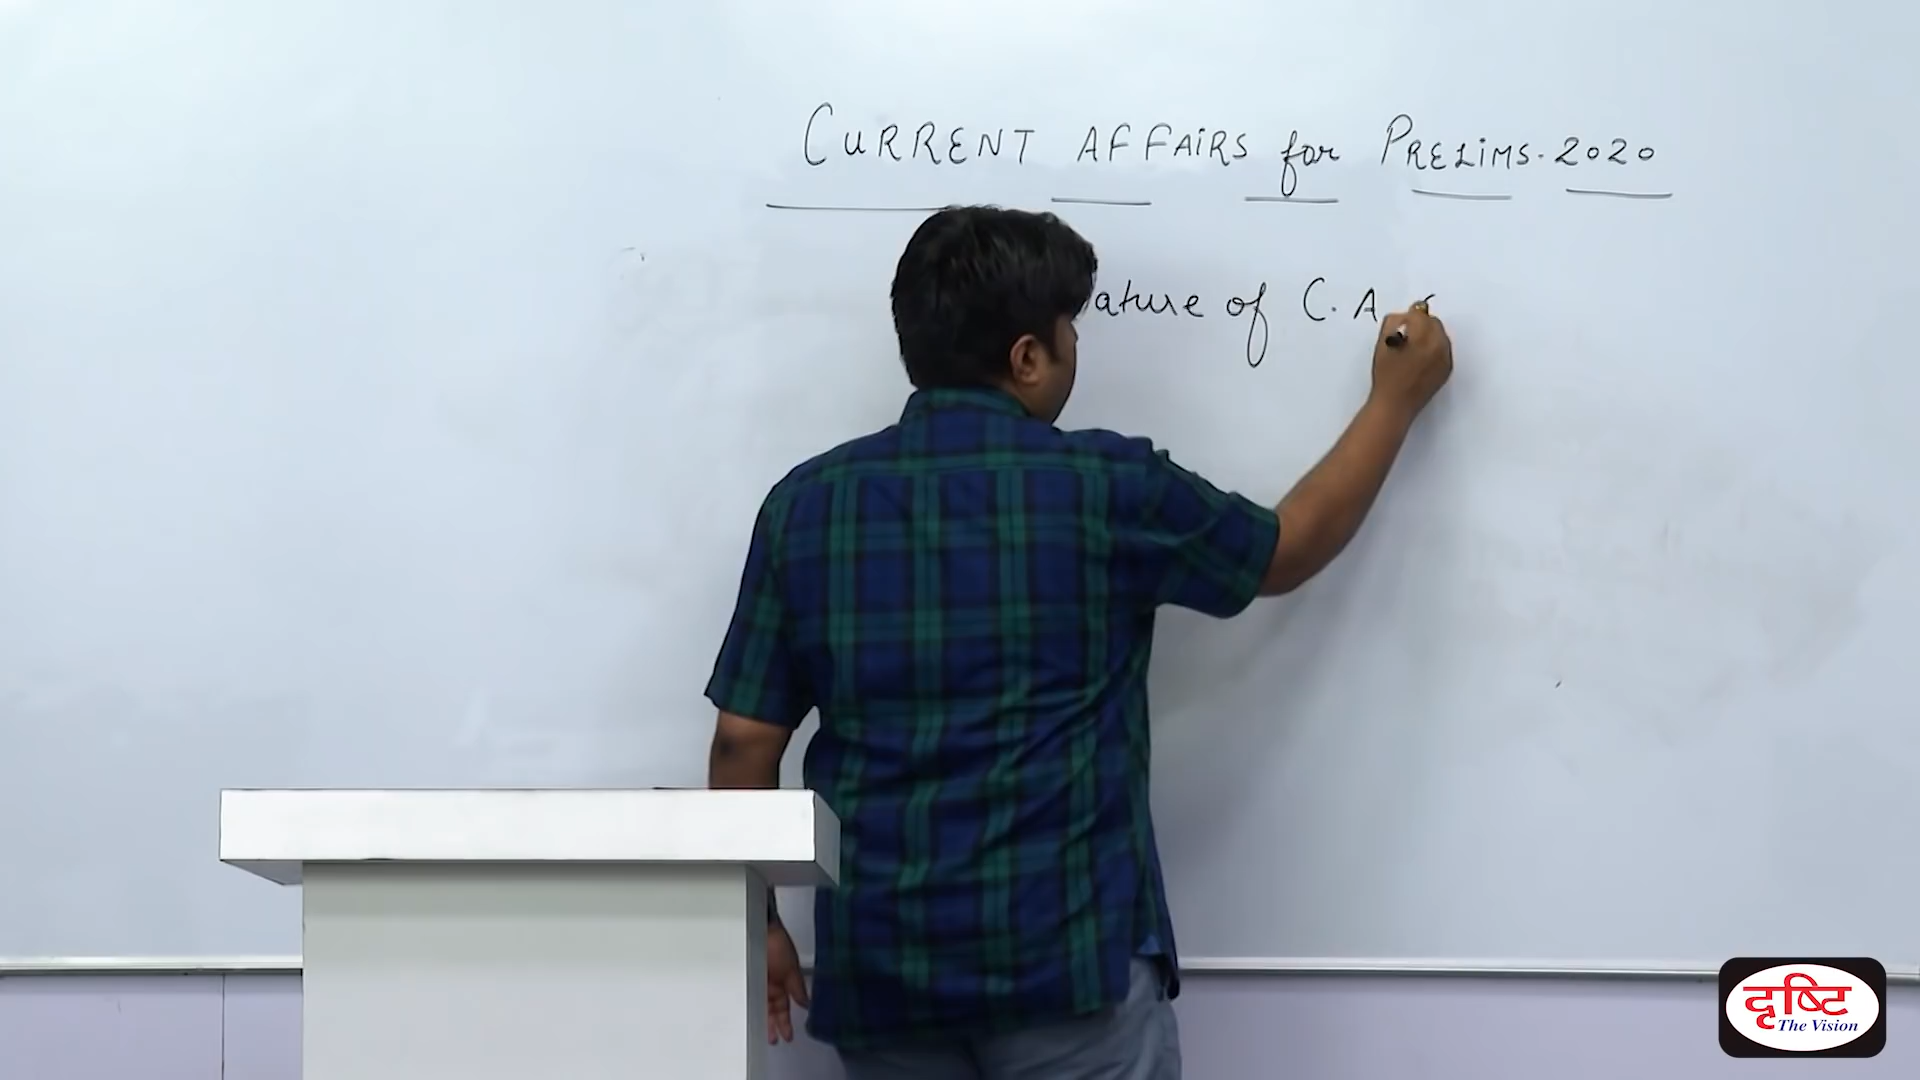 CURRENT AFFAIRS for PRELIMS. 2020
ature of C. A
दृष्टि
The Vision